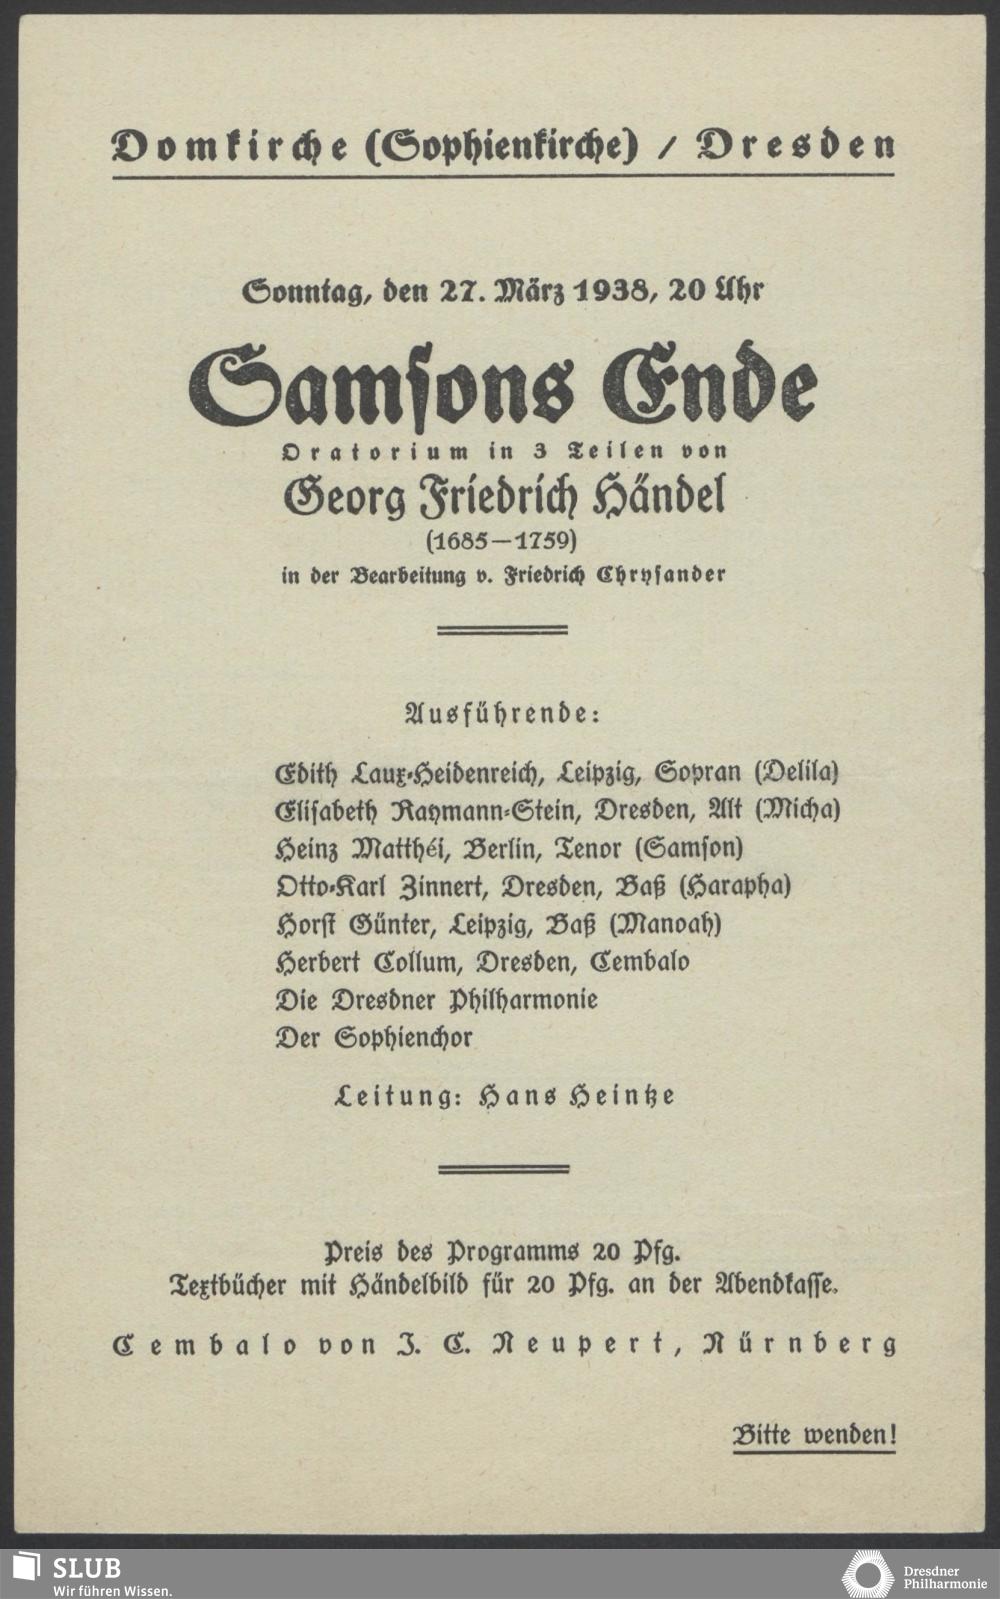 Domkirche (Sophienkirche) / Dresden
Sonntag, den 27. März 1938, 20 Uhr
Samsons Ende
Oratorium in 3 Teilen von
Georg Friedrich Händel
(1685—1759)
in der Bearbeitung v. Friedrich Chrysander
Ausführende:
Edith Laux-Heidenreich, Leipzig, Sopran (Delila)
Elisabeth Raymann-Stein, Dresden, Alt (Micha)
Heinz Matthéi, Berlin, Tenor (Samson)
Otto-Karl Zinnert, Dresden, Baß (Harapha)
Horst Günter, Leipzig, Baß (Manoah)
Herbert Collum, Dresden, Cembalo
Die Dresdner Philharmonie
Der Sophienchor
Leitung: Hans Heintze
Preis des Programms 20 Pfg.
Textbücher mit Händelbild für 20 Pfg. an der Abendkasse.
Cembalo von J. C. Neupert, Nürnberg
Bitte wenden!
SLUB
Wir führen Wissen.
Dresdner
Philharmonie